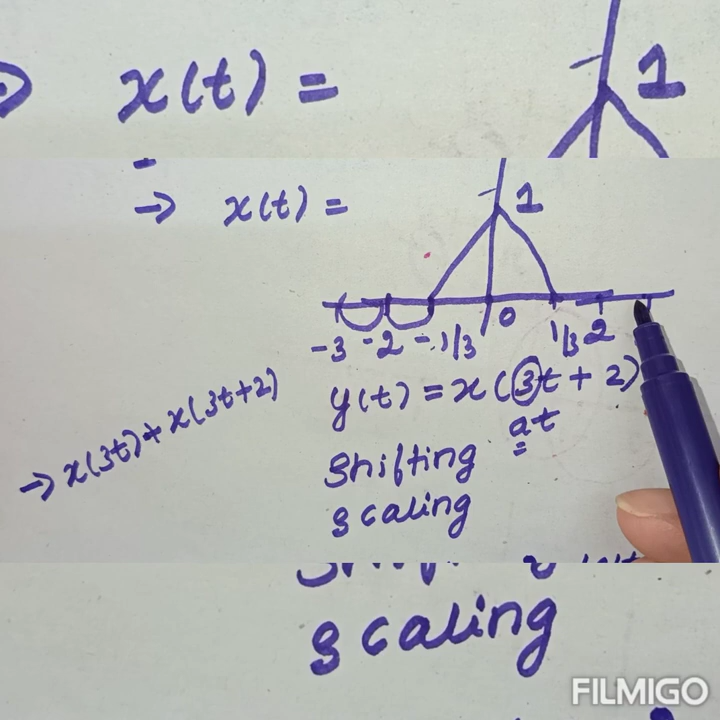 x(t) =
1
→ x(t) =
1
-3 -2 -1/3 0 1/3 2
y(t) = x(3t + 2)
at
→ x(3t) + x(3t+2)
shifting
scaling
scaling
FILMIGO